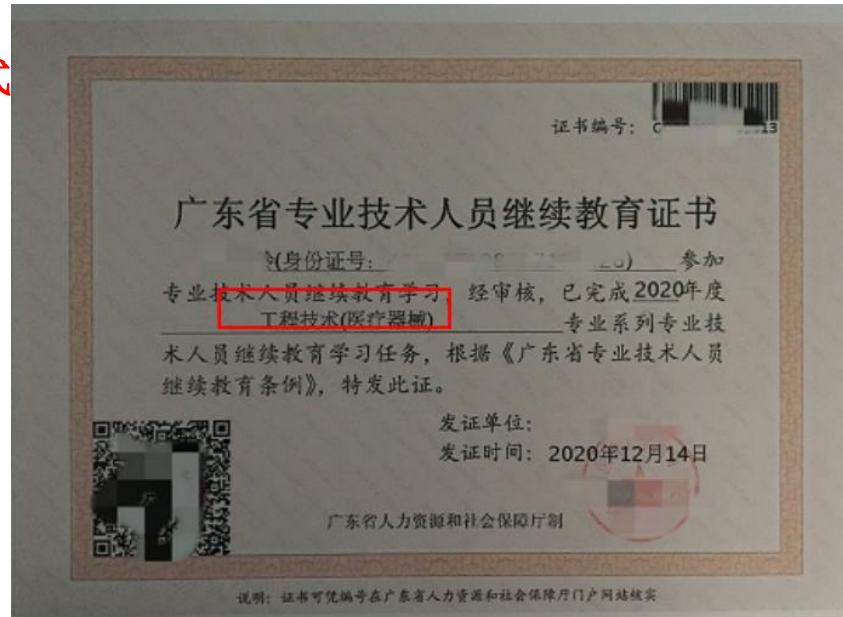 证书编号：
广东省专业技术人员继续教育证书
(身份证号： ) 参加
专业技术人员继续教育学习，经审核，已完成2020年度
工程技术(医疗器械) 专业系列专业技
术人员继续教育学习任务，根据《广东省专业技术人员
继续教育条例》，特发此证。
发证单位：
发证时间：2020年12月14日
广东省人力资源和社会保障厅制
说明：证书可凭编号在广东省人力资源和社会保障厅门户网站核实